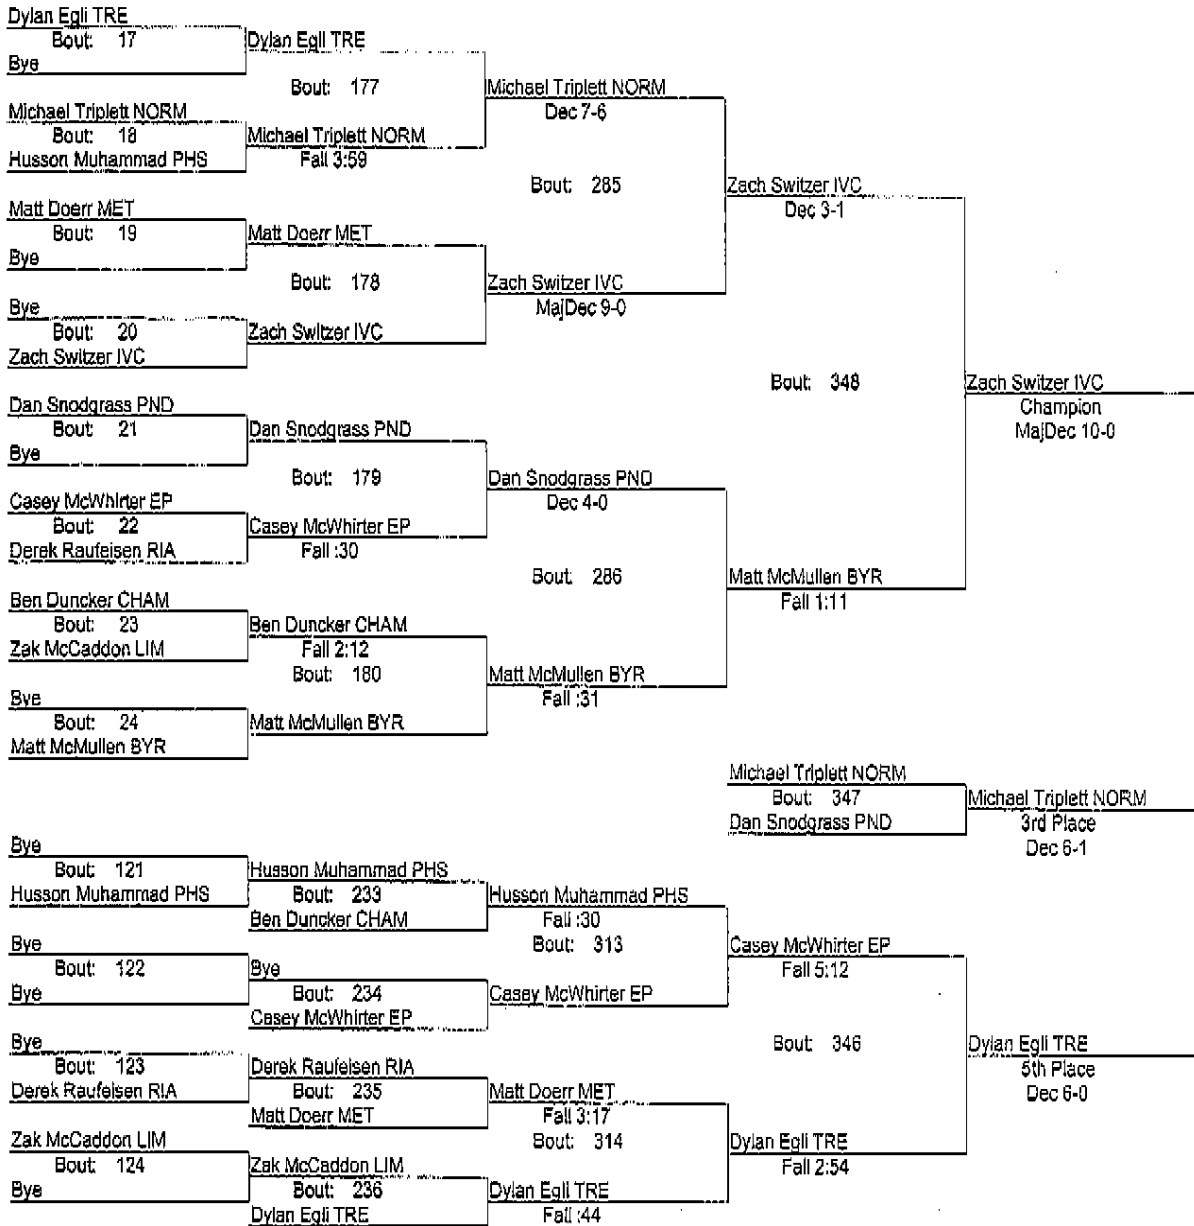 Dylan Egli TRE
Bout: 17
Bye
Dylan Egli TRE
Bout: 177
Michael Triplett NORM
Bout: 18
Husson Muhammad PHS
Michael Triplett NORM
Fall 3:59
Michael Triplett NORM
Dec 7-6
Bout: 285
Matt Doerr MET
Bout: 19
Bye
Matt Doerr MET
Bout: 178
Bye
Bout: 20
Zach Switzer IVC
Zach Switzer IVC
Zach Switzer IVC
MajDec 9-0
Zach Switzer IVC
Dec 3-1
Bout: 348
Zach Switzer IVC
Champion
MajDec 10-0
Dan Snodgrass PND
Bout: 21
Bye
Dan Snodgrass PND
Bout: 179
Casey McWhirter EP
Bout: 22
Derek Raufeisen RIA
Casey McWhirter EP
Fall :30
Dan Snodgrass PND
Dec 4-0
Bout: 286
Ben Duncker CHAM
Bout: 23
Zak McCaddon LIM
Ben Duncker CHAM
Fall 2:12
Bout: 180
Bye
Bout: 24
Matt McMullen BYR
Matt McMullen BYR
Matt McMullen BYR
Fall :31
Matt McMullen BYR
Fall 1:11
Michael Triplett NORM
Bout: 347
Dan Snodgrass PND
Michael Triplett NORM
3rd Place
Dec 6-1
Bye
Bout: 121
Husson Muhammad PHS
Husson Muhammad PHS
Bout: 233
Ben Duncker CHAM
Husson Muhammad PHS
Fall :30
Bout: 313
Bye
Bout: 122
Bye
Bye
Bout: 234
Casey McWhirter EP
Casey McWhirter EP
Casey McWhirter EP
Fall 5:12
Bout: 346
Bye
Bout: 123
Derek Raufeisen RIA
Derek Raufeisen RIA
Bout: 235
Matt Doerr MET
Matt Doerr MET
Fall 3:17
Bout: 314
Zak McCaddon LIM
Bout: 124
Bye
Zak McCaddon LIM
Bout: 236
Dylan Egli TRE
Dylan Egli TRE
Fall :44
Dylan Egli TRE
Fall 2:54
Dylan Egli TRE
5th Place
Dec 6-0